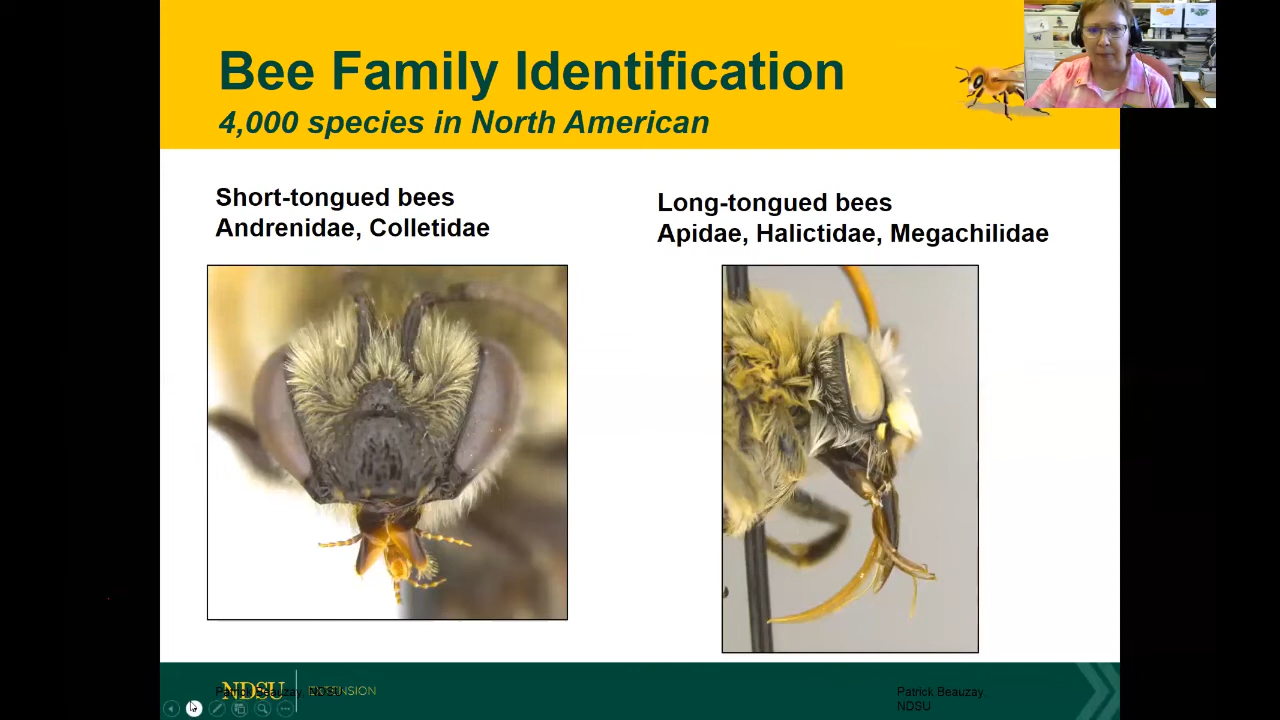 Bee Family Identification
4,000 species in North American
Short-tongued bees
Andrenidae, Colletidae
Long-tongued bees
Apidae, Halictidae, Megachilidae
NDSU EXTENSION
Patrick Beauzay, NDSU
Patrick Beauzay,
NDSU